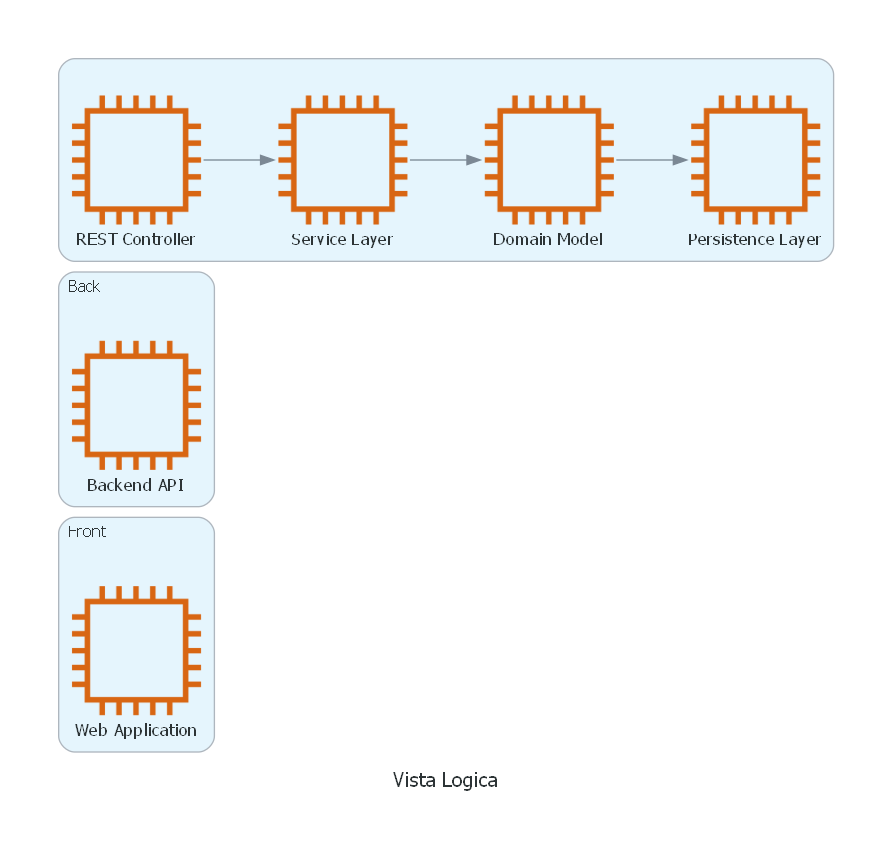 REST Controller
Service Layer
Domain Model
Persistence Layer
Back
Backend API
Front
Web Application
Vista Logica